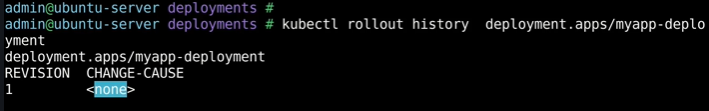 admin@ubuntu-server deployments #
admin@ubuntu-server deployments # kubectl rollout history  deployment.apps/myapp-deplo
yment
deployment.apps/myapp-deployment
REVISION  CHANGE-CAUSE
1         <none>